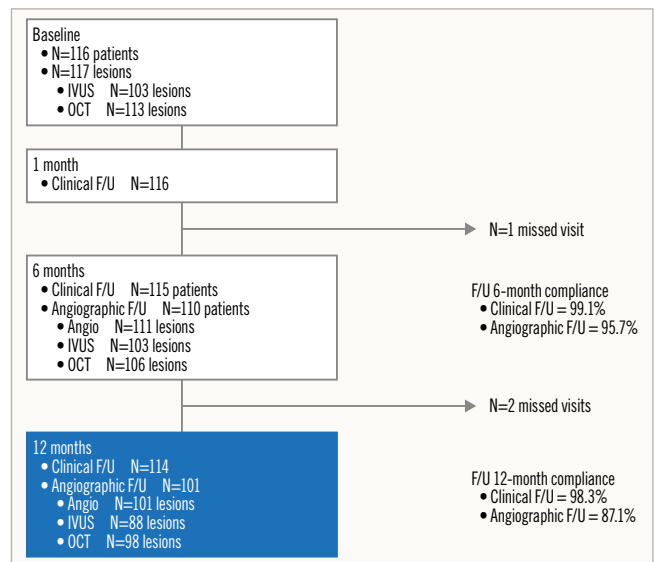 Baseline
• N=116 patients
• N=117 lesions
• IVUS N=103 lesions
• OCT N=113 lesions
1 month
• Clinical F/U N=116
N=1 missed visit
6 months
• Clinical F/U N=115 patients
• Angiographic F/U N=110 patients
• Angio N=111 lesions
• IVUS N=103 lesions
• OCT N=106 lesions
F/U 6-month compliance
• Clinical F/U = 99.1%
• Angiographic F/U = 95.7%
N=2 missed visits
12 months
• Clinical F/U N=114
• Angiographic F/U N=101
• Angio N=101 lesions
• IVUS N=88 lesions
• OCT N=98 lesions
F/U 12-month compliance
• Clinical F/U = 98.3%
• Angiographic F/U = 87.1%